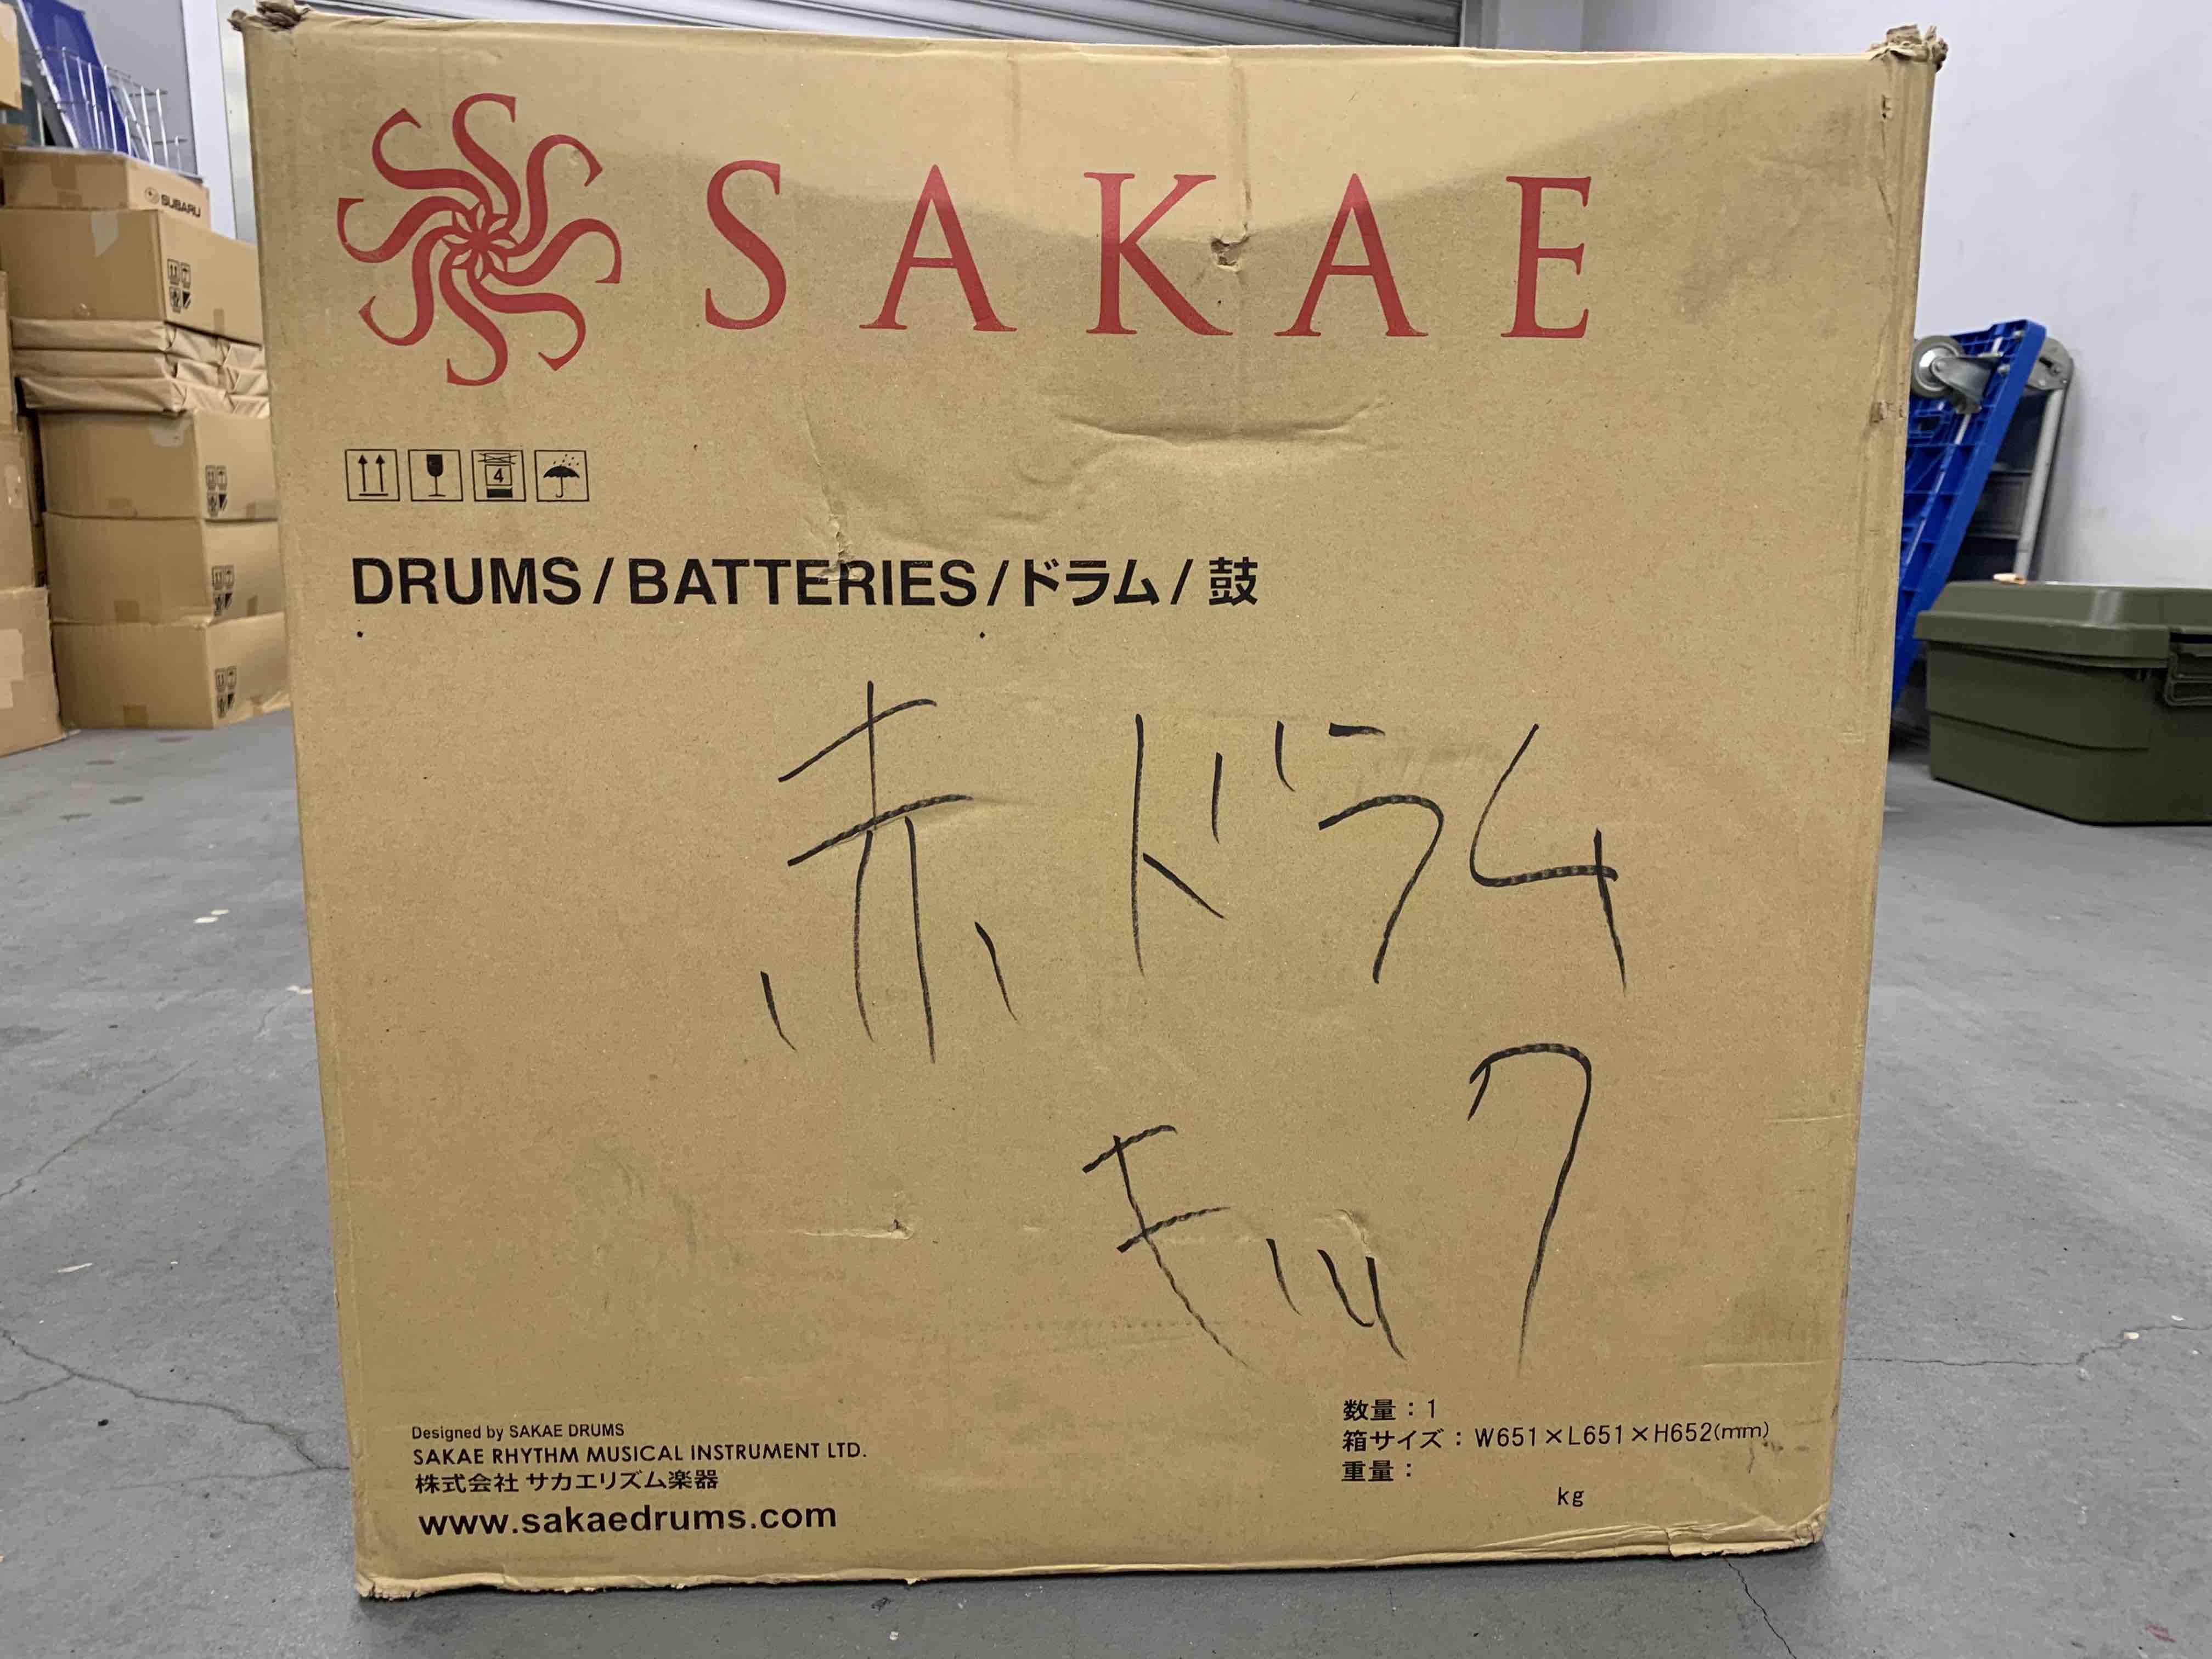 SAKAE
SUBARU
4
DRUMS/BATTERIES/ドラム/鼓
赤ドラム
キック
数量：1
箱サイズ：W651×L651×H652(mm)
重量：
kg
Designed by SAKAE DRUMS
SAKAE RHYTHM MUSICAL INSTRUMENT LTD.
株式会社 サカエリズム楽器
www.sakaedrums.com